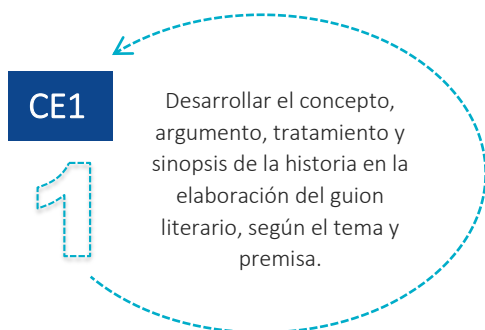 CE1
1
Desarrollar el concepto,
argumento, tratamiento y
sinopsis de la historia en la
elaboración del guion
literario, según el tema y
premisa.